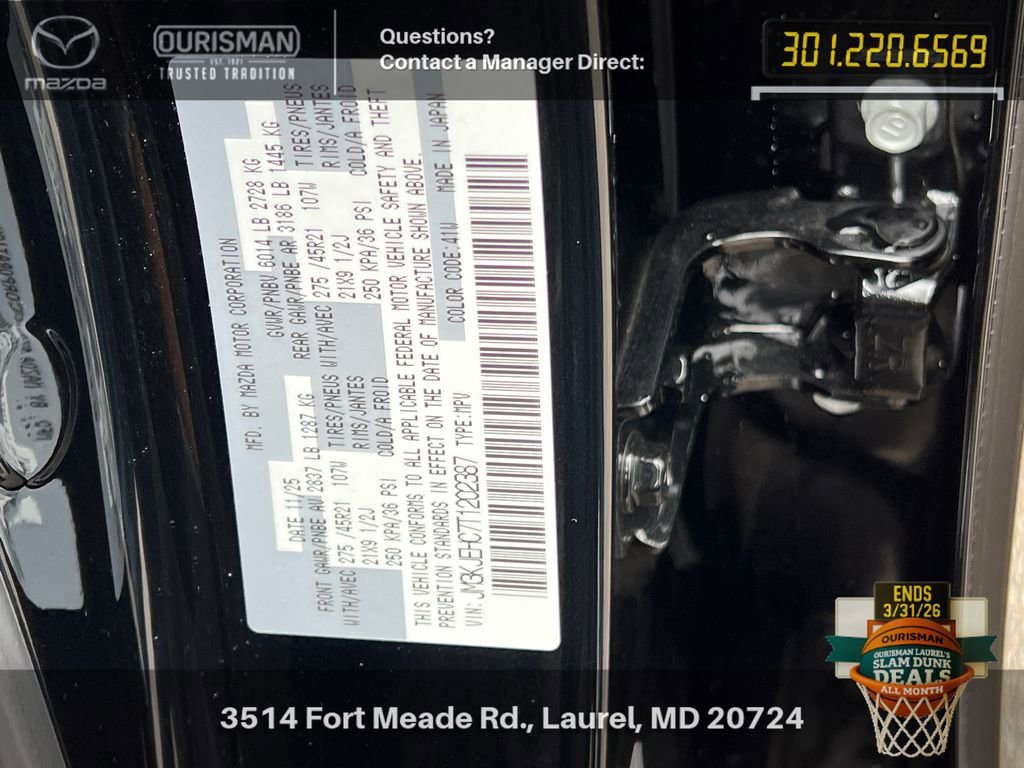 mazda
OURISMAN
EST. 1921
TRUSTED TRADITION
Questions?
Contact a Manager Direct:
301.220.6569
MFD. BY MAZDA MOTOR CORPORATION
DATE 11/25
GVWR/PNBV 6014 LB 2728 KG
FRONT GAWR/PNBE AV 2837 LB 1287 KG
REAR GAWR/PNBE AR 3186 LB 1445 KG
WITH/AVEC 275 /45R21 107W TIRES/PNEUS WITH/AVEC 275 /45R21 107W TIRES/PNEUS
21X9 1/2J RIMS/JANTES 21X9 1/2J RIMS/JANTES
250 KPA/36 PSI COLD/A FROID 250 KPA/36 PSI COLD/A FROID
THIS VEHICLE CONFORMS TO ALL APPLICABLE FEDERAL MOTOR VEHICLE SAFETY AND THEFT
PREVENTION STANDARDS IN EFFECT ON THE DATE OF MANUFACTURE SHOWN ABOVE.
COLOR CODE:41W MADE IN JAPAN
VIN: JM3KJEHC7T1202387 TYPE:MPV
ENDS
3/31/26
OURISMAN
OURISMAN LAUREL'S
SLAM DUNK
DEALS
ALL MONTH
3514 Fort Meade Rd., Laurel, MD 20724